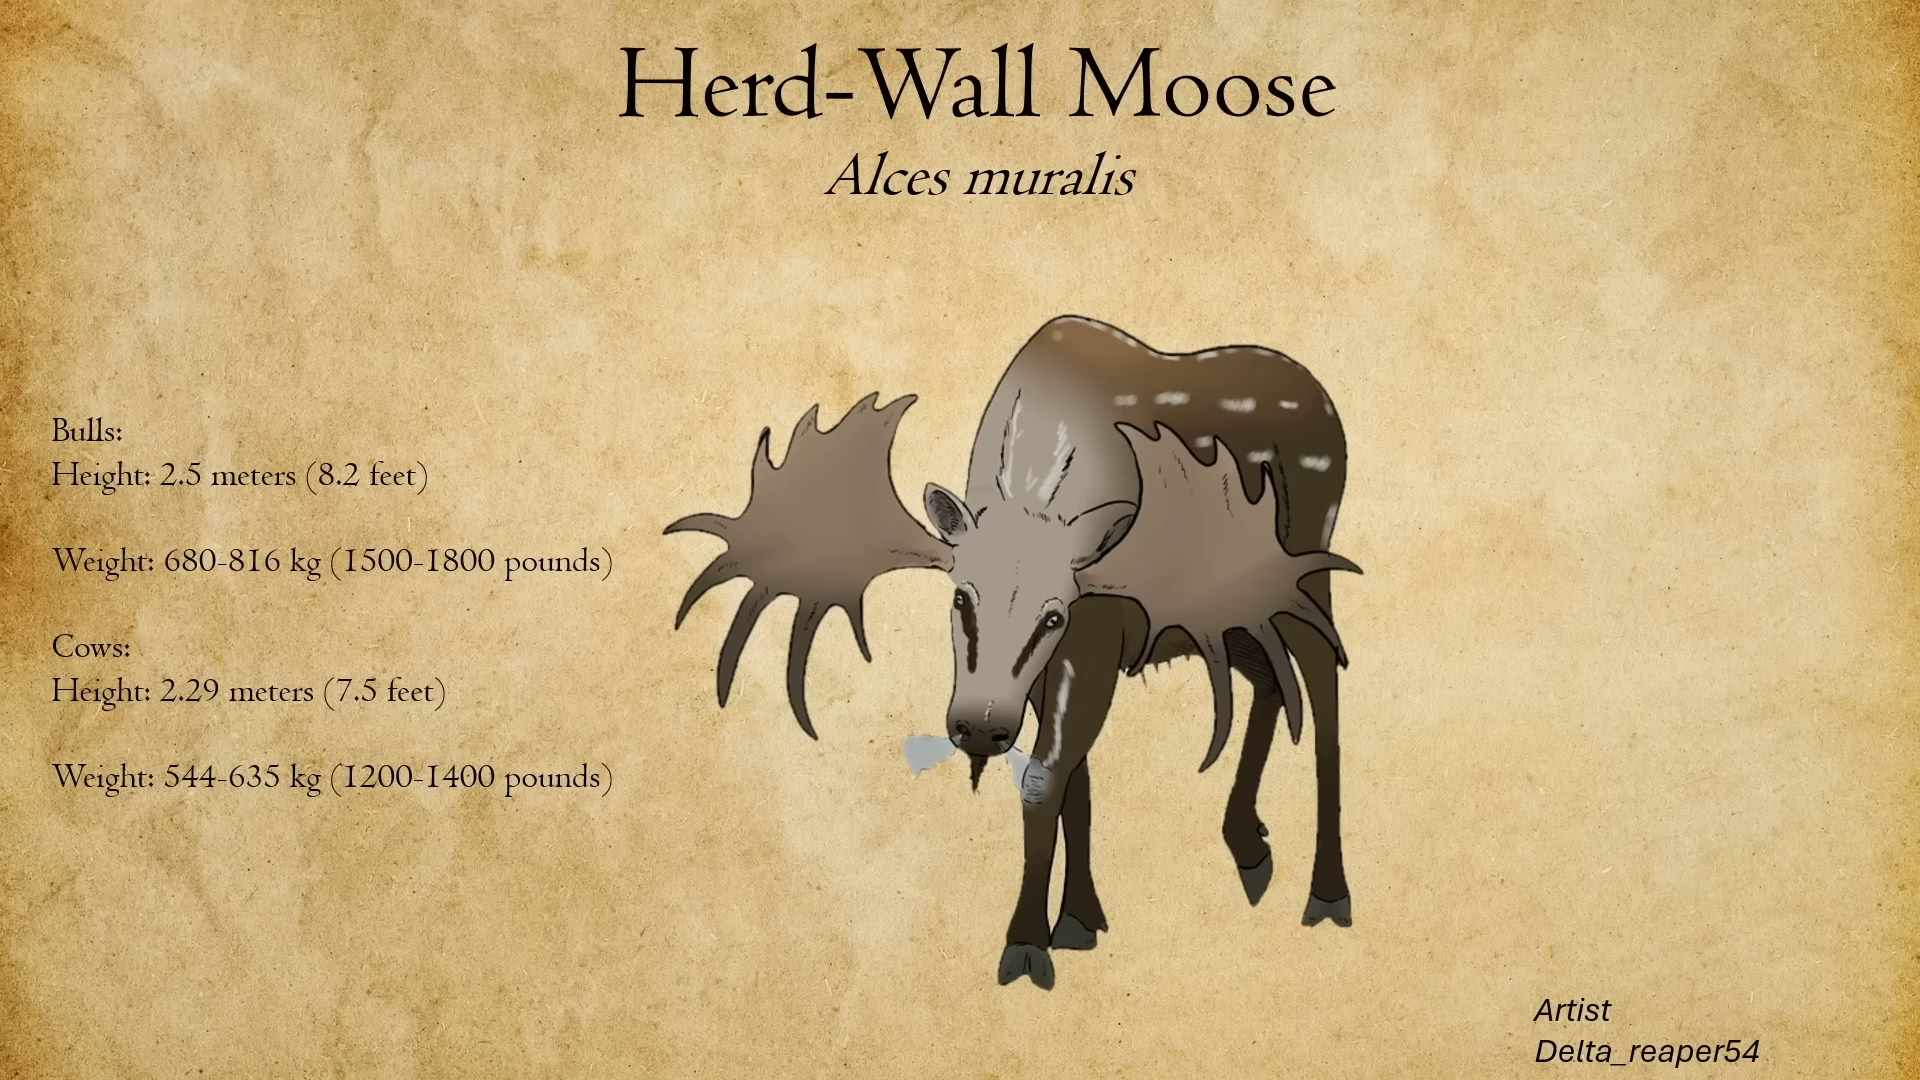 Herd-Wall Moose
Alces muralis
Bulls:
Height: 2.5 meters (8.2 feet)
Weight: 680-816 kg (1500-1800 pounds)
Cows:
Height: 2.29 meters (7.5 feet)
Weight: 544-635 kg (1200-1400 pounds)
Artist
Delta_reaper54